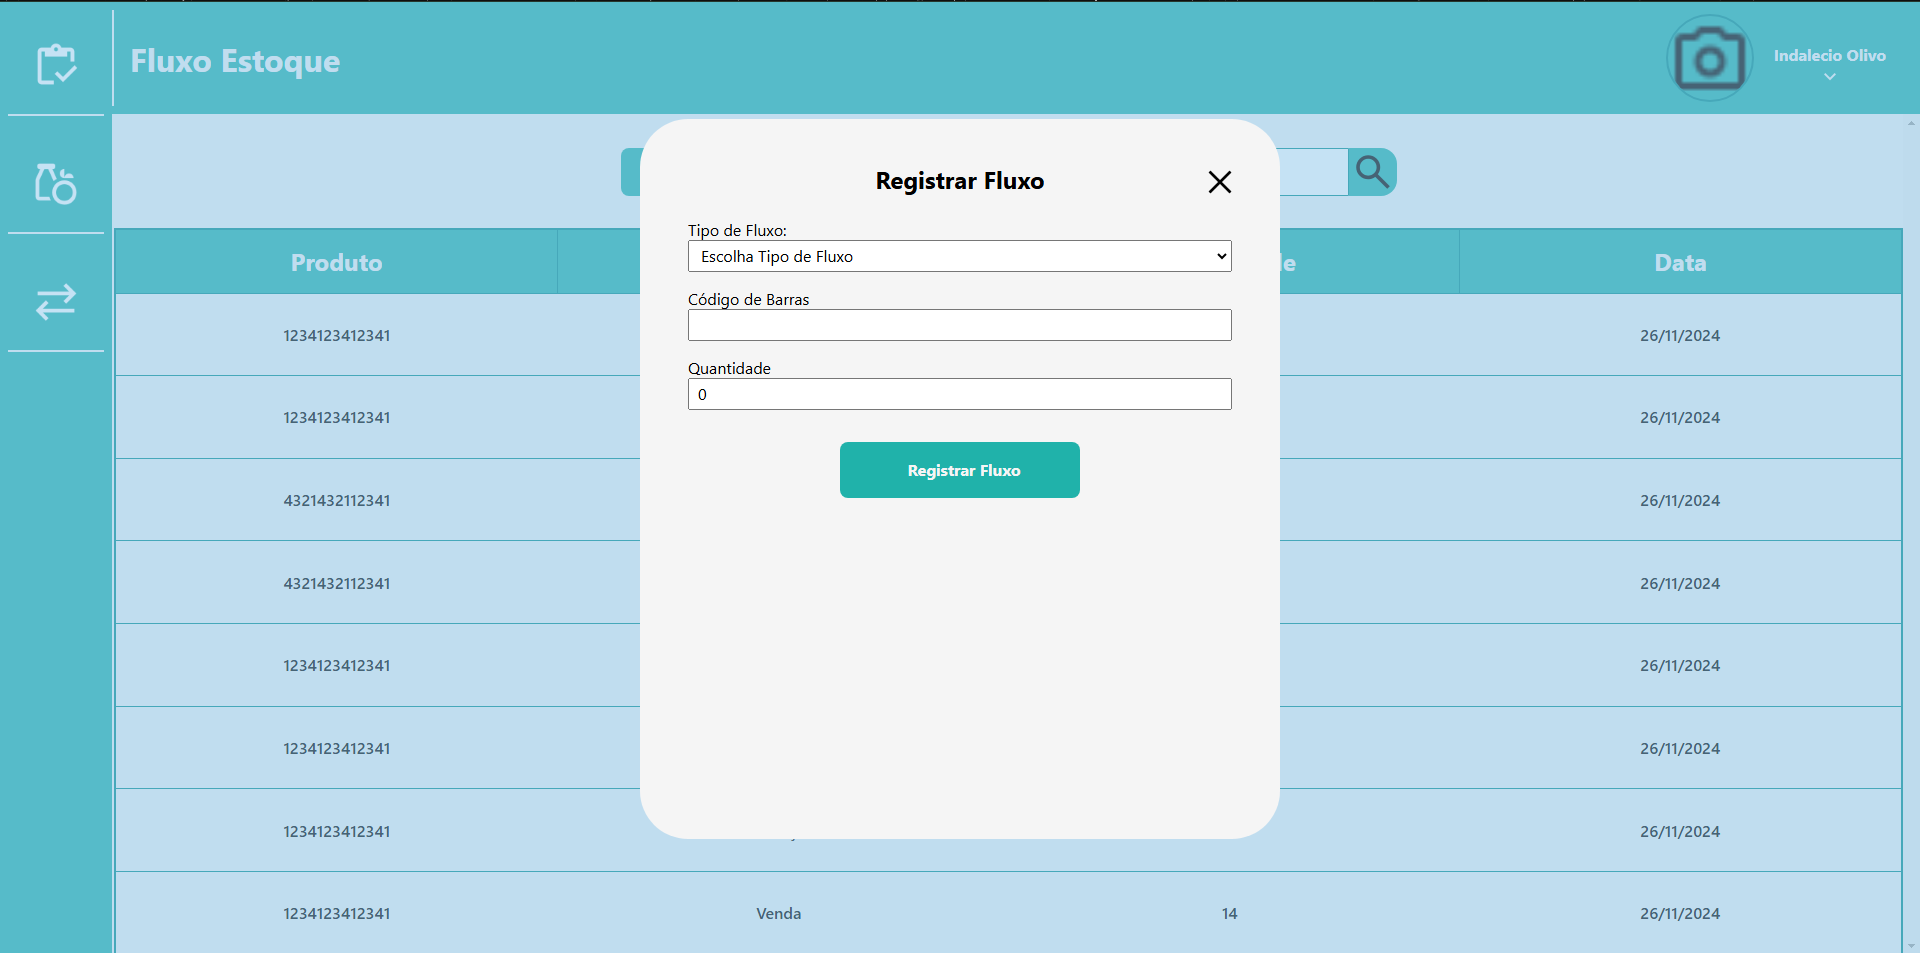 Fluxo Estoque
Indalecio Olivo
Registrar Fluxo
Tipo de Fluxo:
Escolha Tipo de Fluxo
Código de Barras
Quantidade
0
Registrar Fluxo
Produto Data
1234123412341 26/11/2024
1234123412341 26/11/2024
4321432112341 26/11/2024
4321432112341 26/11/2024
1234123412341 26/11/2024
1234123412341 26/11/2024
1234123412341 26/11/2024
1234123412341 Venda 14 26/11/2024